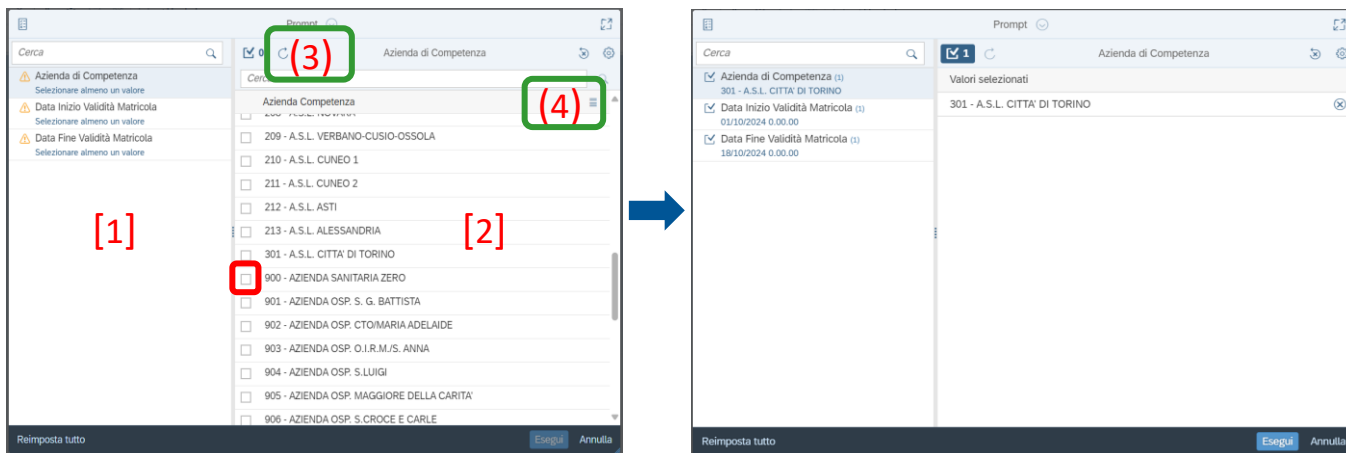 Prompt
Cerca
0
(3)
Azienda di Competenza
Azienda di Competenza
Selezionare almeno un valore
Data Inizio Validità Matricola
Selezionare almeno un valore
Data Fine Validità Matricola
Selezionare almeno un valore
[1]
Azienda Competenza
(4)
209 - A.S.L. VERBANO-CUSIO-OSSOLA
210 - A.S.L. CUNEO 1
211 - A.S.L. CUNEO 2
212 - A.S.L. ASTI
213 - A.S.L. ALESSANDRIA
[2]
301 - A.S.L. CITTA' DI TORINO
900 - AZIENDA SANITARIA ZERO
901 - AZIENDA OSP. S. G. BATTISTA
902 - AZIENDA OSP. CTO/MARIA ADELAIDE
903 - AZIENDA OSP. O.I.R.M./S. ANNA
904 - AZIENDA OSP. S.LUIGI
905 - AZIENDA OSP. MAGGIORE DELLA CARITA'
906 - AZIENDA OSP. S.CROCE E CARLE
Reimposta tutto
Esegui
Annulla
Prompt
Cerca
1
Azienda di Competenza
Azienda di Competenza (1)
301 - A.S.L. CITTA' DI TORINO
Data Inizio Validità Matricola (1)
01/10/2024 0.00.00
Data Fine Validità Matricola (1)
18/10/2024 0.00.00
Valori selezionati
301 - A.S.L. CITTA' DI TORINO
Reimposta tutto
Esegui
Annulla